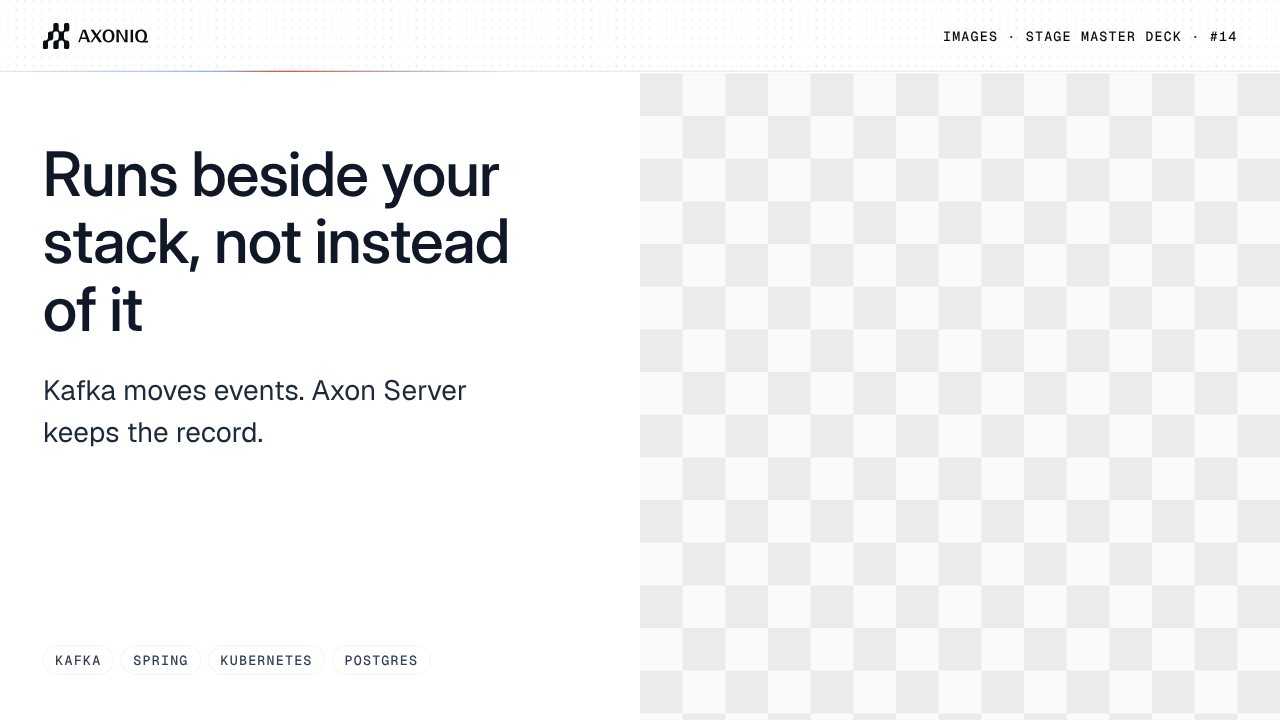 AXONIQ
IMAGES · STAGE MASTER DECK · #14
Runs beside your
stack, not instead
of it
Kafka moves events. Axon Server
keeps the record.
KAFKA
SPRING
KUBERNETES
POSTGRES